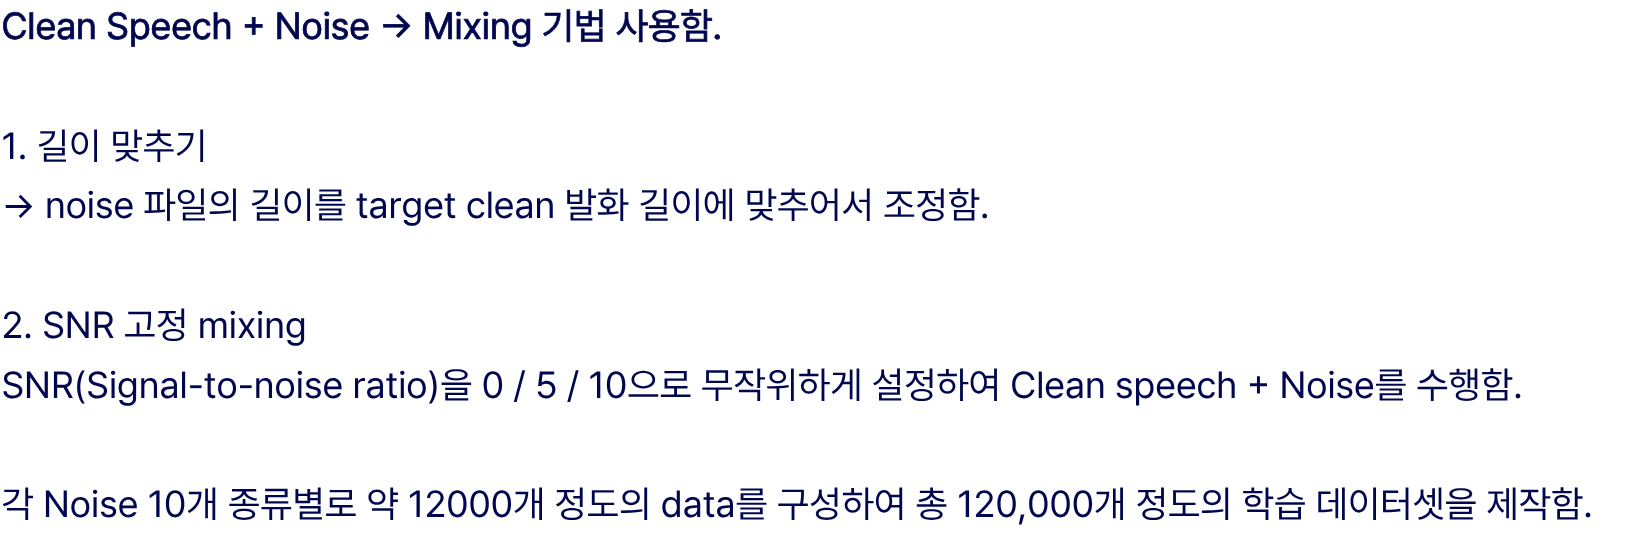 Clean Speech + Noise → Mixing 기법 사용함.
1. 길이 맞추기
→ noise 파일의 길이를 target clean 발화 길이에 맞추어서 조정함.
2. SNR 고정 mixing
SNR(Signal-to-noise ratio)을 0 / 5 / 10으로 무작위하게 설정하여 Clean speech + Noise를 수행함.
각 Noise 10개 종류별로 약 12000개 정도의 data를 구성하여 총 120,000개 정도의 학습 데이터셋을 제작함.